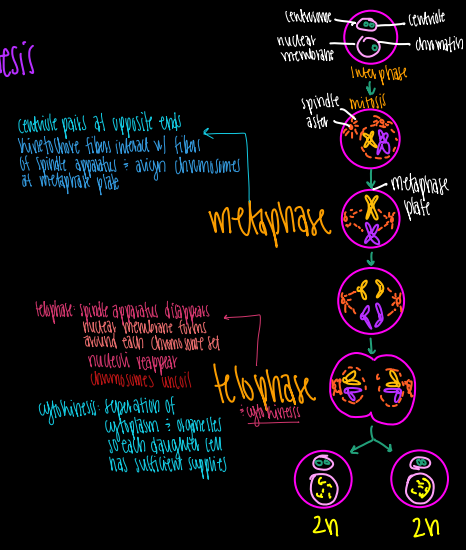 centrosome
centriole
nuclear
membrane
chromatin
Interphase
mitosis
spindle
aster
centriole pairs at opposite ends
kinetochore fibers interact w/ fibers
of spindle apparatus + align chromosomes
at metaphase plate
metaphase
metaphase
plate
telophase: spindle apparatus disappears
nuclear membrane forms
around each chromosome set
nucleoli reappear
chromosomes uncoil
telophase
+ cytokinesis
cytokinesis: separation of
cytoplasm + organelles
so each daughter cell
has sufficient supplies
2n
2n